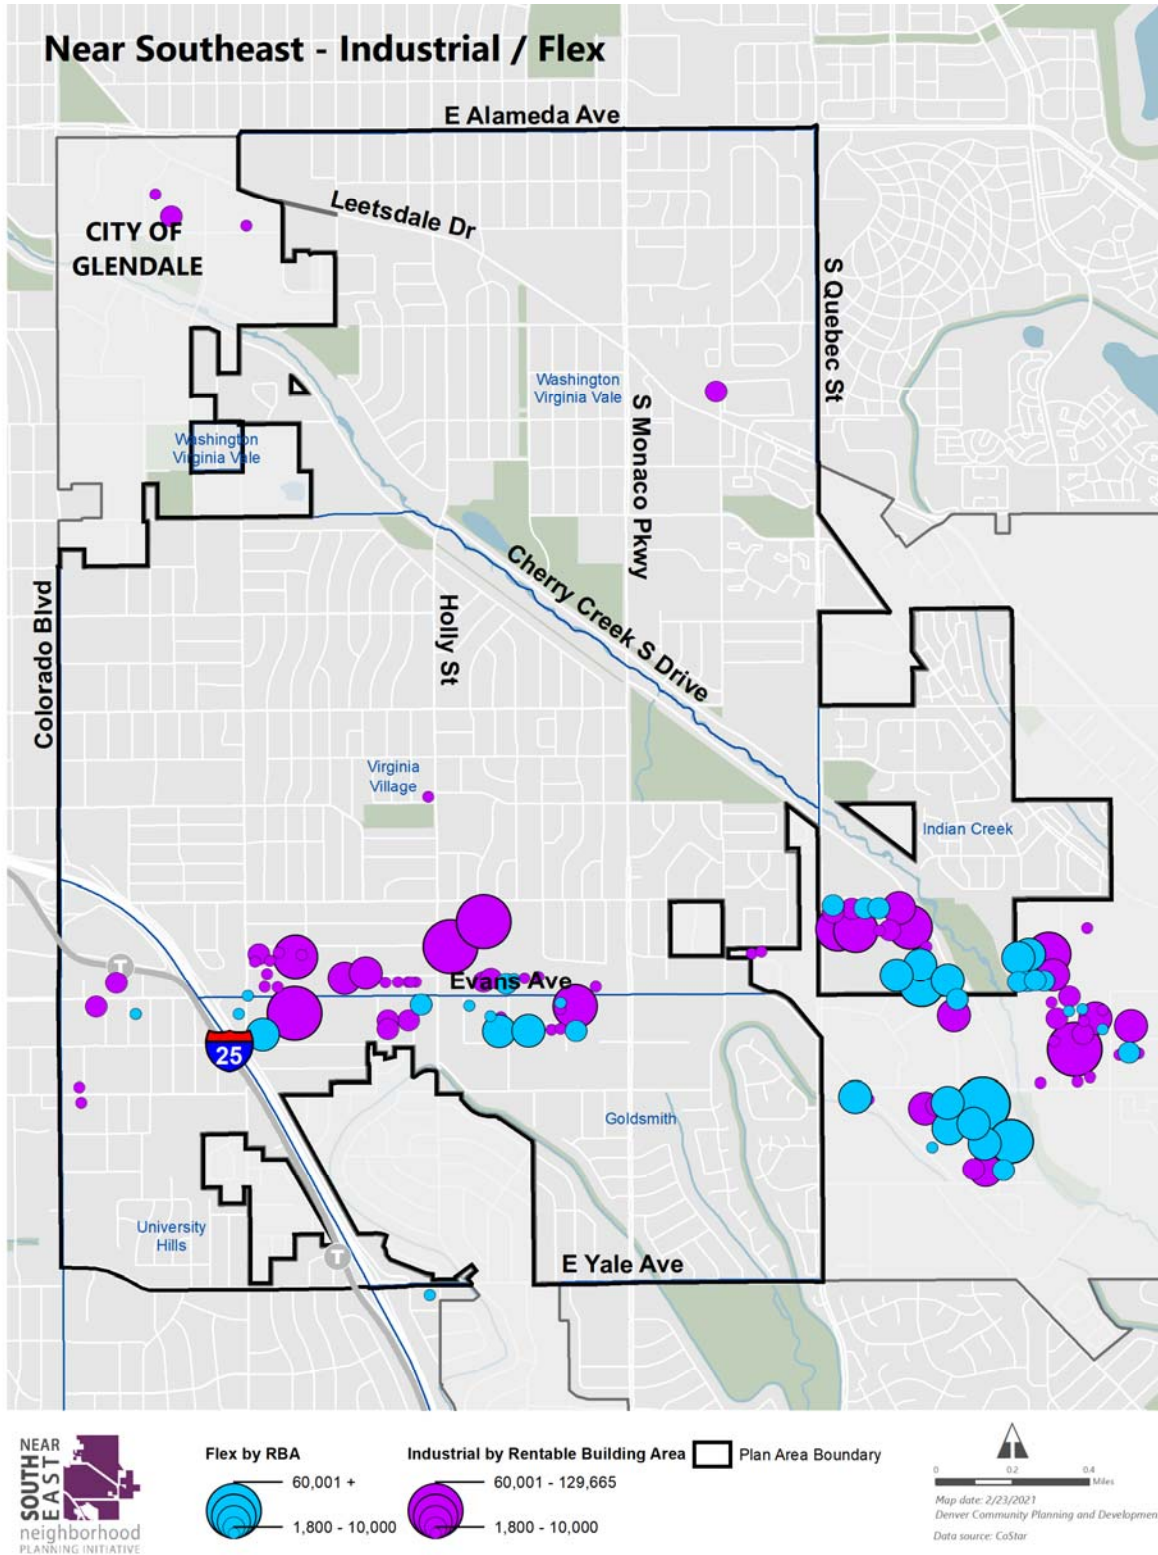 Near Southeast - Industrial / Flex
E Alameda Ave
Leetsdale Dr
CITY OF
GLENDALE
S Quebec St
Washington
Virginia Vale
S Monaco Pkwy
Washington
Virginia Vale
Cherry Creek S Drive
Colorado Blvd
Holly St
Virginia
Village
Indian Creek
T
Evans Ave
25
Goldsmith
University
Hills
T
E Yale Ave
NEAR
SOUTH
EAST
neighborhood
PLANNING INITIATIVE
Flex by RBA
60,001 +
1,800 - 10,000
Industrial by Rentable Building Area
60,001 - 129,665
1,800 - 10,000
Plan Area Boundary
0 0.2 0.4
Miles
Map date: 2/23/2021
Denver Community Planning and Developmen
Data source: CoStar